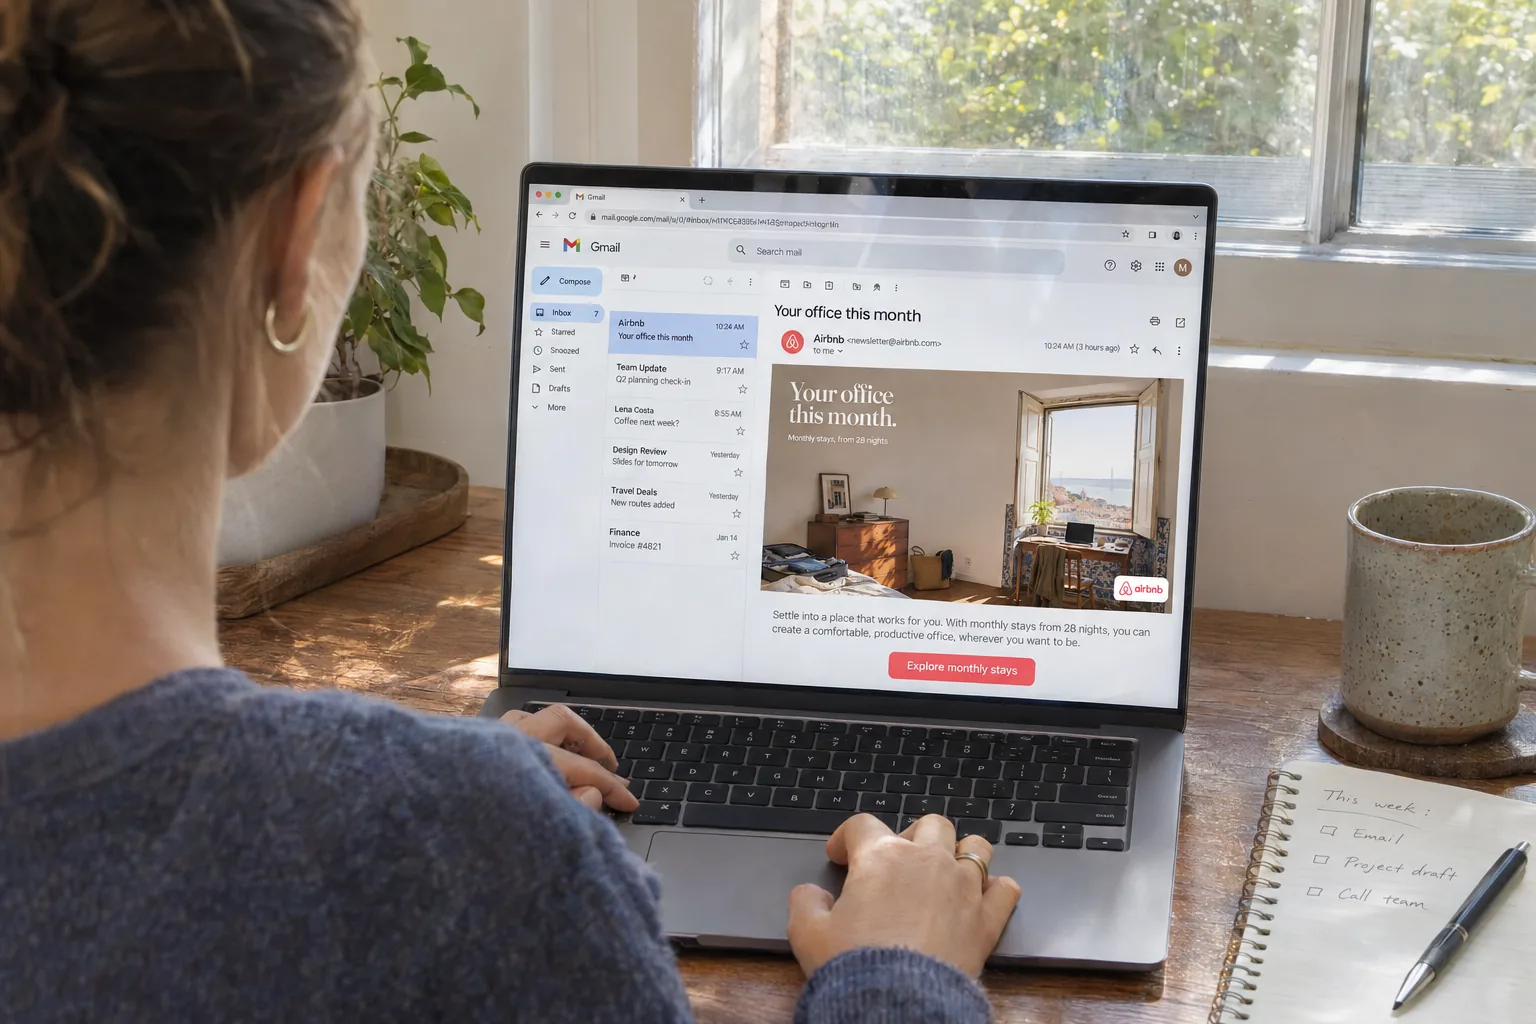 Gmail
Gmail
Search mail
M
Compose
Inbox 7
Starred
Snoozed
Sent
Drafts
More
Airbnb 10:24 AM
Your office this month
Team Update 9:17 AM
Q2 planning check-in
Lena Costa 8:55 AM
Coffee next week?
Design Review Yesterday
Slides for tomorrow
Travel Deals Yesterday
New routes added
Finance Jan 14
Invoice #4821
Your office this month
Airbnb <newsletter@airbnb.com> 10:24 AM (3 hours ago)
to me
Your office
this month.
Monthly stays, from 28 nights
airbnb
Settle into a place that works for you. With monthly stays from 28 nights, you can
create a comfortable, productive office, wherever you want to be.
Explore monthly stays
W E R T Y U I O P
S D F G H J K L
X C V B N M
This week:
Email
Project draft
Call team